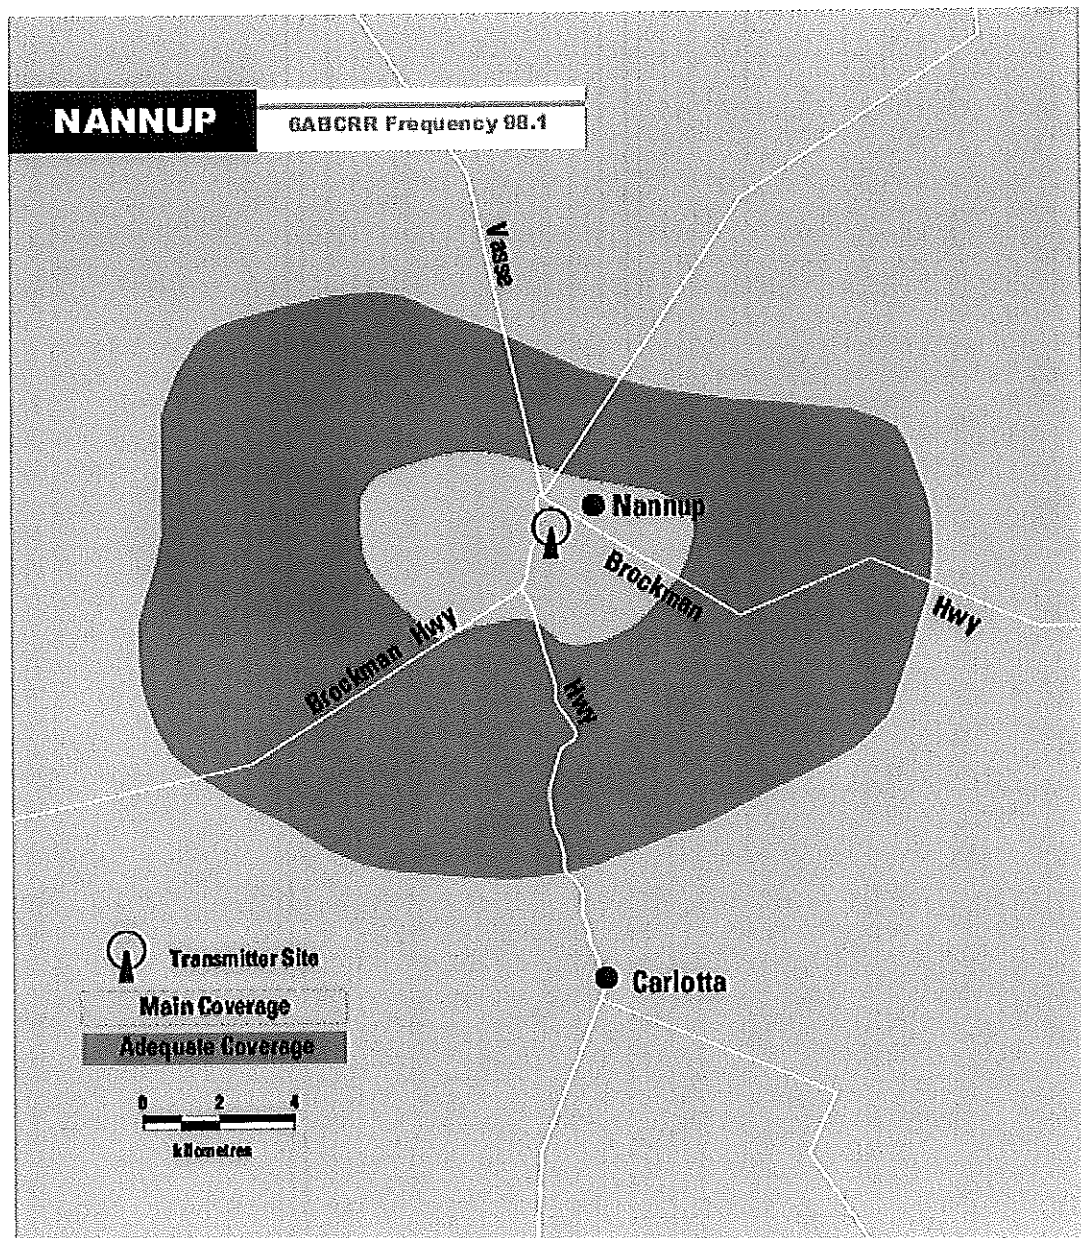 NANNUP
6ABCRR Frequency 98.1
Vasse
Nannup
Brockman
Hwy
Brockman Hwy
Hwy
Transmitter Site
Carlotta
Main Coverage
Adequate Coverage
0 2 4
kilometres